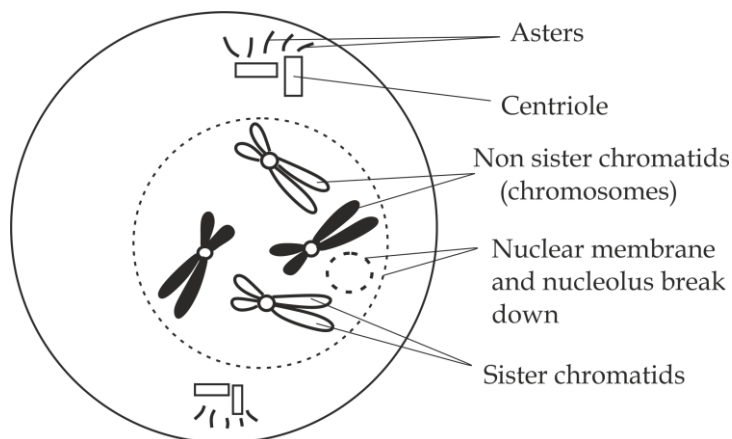 Asters
Centriole
Non sister chromatids
(chromosomes)
Nuclear membrane
and nucleolus break
down
Sister chromatids